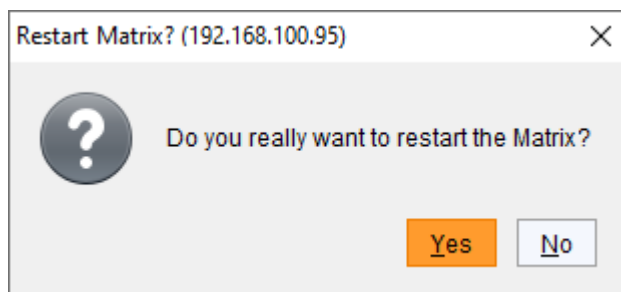 Restart Matrix? (192.168.100.95)
Do you really want to restart the Matrix?
Yes No